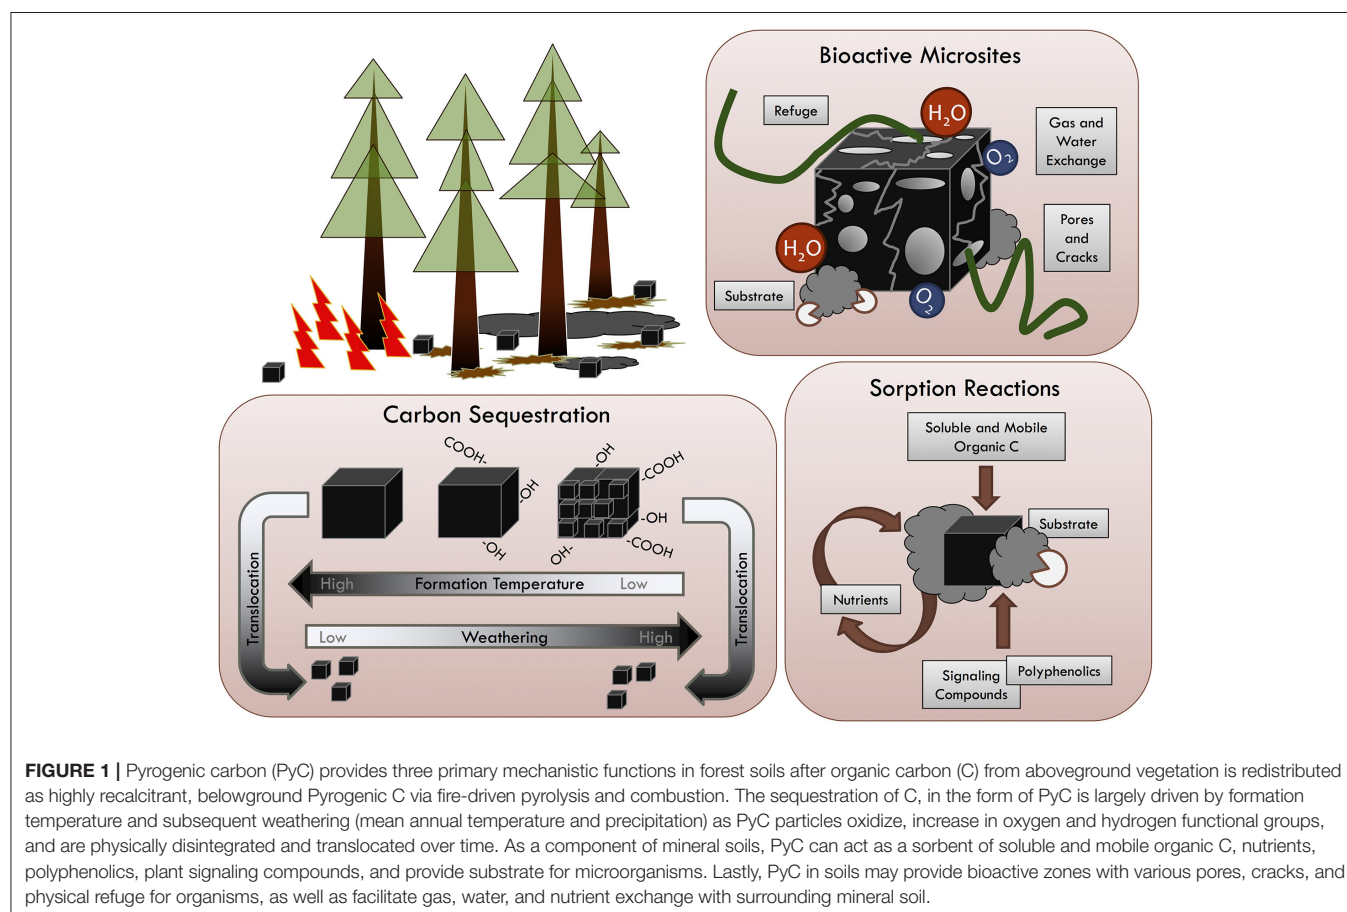 Bioactive Microsites
Refuge
H₂O
Gas and
Water
Exchange
O₂
Pores
and
Cracks
H₂O
Substrate
O₂
Carbon Sequestration
COOH-
-OH
-OH
-OH
-COOH
-OH
-COOH
OH-
Translocation
High Formation Temperature Low
Low Weathering High
Translocation
Sorption Reactions
Soluble and Mobile
Organic C
Substrate
Nutrients
Signaling
Compounds
Polyphenolics
FIGURE 1 | Pyrogenic carbon (PyC) provides three primary mechanistic functions in forest soils after organic carbon (C) from aboveground vegetation is redistributed
as highly recalcitrant, belowground Pyrogenic C via fire-driven pyrolysis and combustion. The sequestration of C, in the form of PyC is largely driven by formation
temperature and subsequent weathering (mean annual temperature and precipitation) as PyC particles oxidize, increase in oxygen and hydrogen functional groups,
and are physically disintegrated and translocated over time. As a component of mineral soils, PyC can act as a sorbent of soluble and mobile organic C, nutrients,
polyphenolics, plant signaling compounds, and provide substrate for microorganisms. Lastly, PyC in soils may provide bioactive zones with various pores, cracks, and
physical refuge for organisms, as well as facilitate gas, water, and nutrient exchange with surrounding mineral soil.